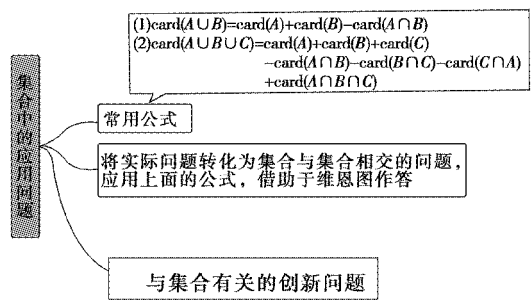 (1)card(A∪B)=card(A)+card(B)-card(A∩B)
(2)card(A∪B∪C)=card(A)+card(B)+card(C)
-card(A∩B)-card(B∩C)-card(C∩A)
+card(A∩B∩C)
集合中的应用问题
常用公式
将实际问题转化为集合与集合相交的问题，
应用上面的公式，借助于维恩图作答
与集合有关的创新问题